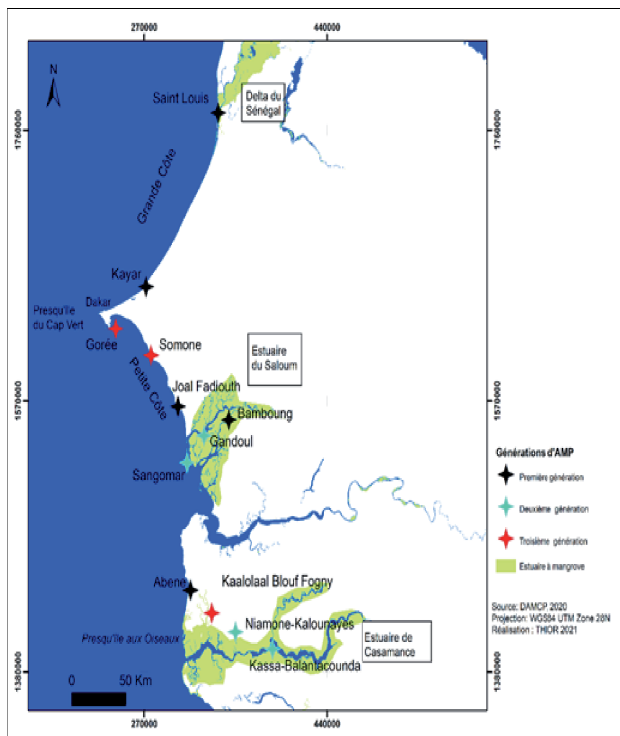 270000
440000
N
Saint Louis
Delta du
Sénégal
1760000
1760000
Grande Côte
Kayar
Dakar
Presqu'île
du Cap Vert
Gorée
Somone
Estuaire
du Saloum
Petite Côte
Joal Fadiouth
1570000
1570000
Bamboung
Gandoul
Sangomar
Générations d'AMP
Première génération
Deuxième génération
Troisième génération
Estuaire à mangrove
Abene
Kaalolaal Blouf Fogny
Source: DAMCP 2020
Projection: WGS84 UTM Zone 28N
Réalisation : THIOR 2021
Niamone-Kalounayes
Presqu'île aux Oiseaux
Estuaire de
Casamance
Kassa-Balantacounda
1380000
1380000
0 50 Km
270000
440000